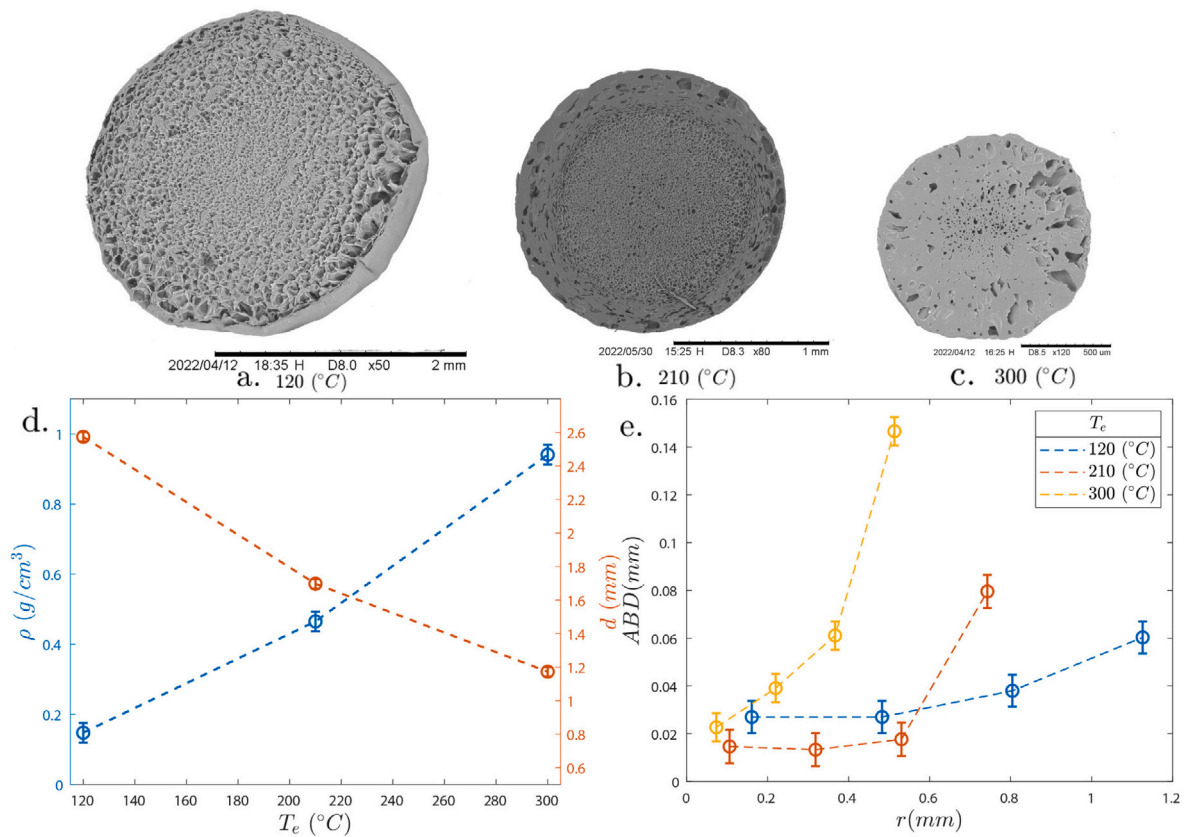 2022/04/12 18:35 H D8.0 x50 2 mm
a. 120 (°C)
2022/05/30 15:25 H D8.3 x80 1 mm
b. 210 (°C)
2022/04/12 16:25 H D8.5 x120 500 um
c. 300 (°C)
d.
1
0.8
0.6
0.4
0.2
0
ρ (g/cm³)
2.6
2.4
2.2
2
1.8
1.6
1.4
1.2
1
0.8
0.6
d (mm)
120 140 160 180 200 220 240 260 280 300
T_e (°C)
e.
0.16
0.14
0.12
0.1
0.08
0.06
0.04
0.02
0
ABD(mm)
T_e
120 (°C)
210 (°C)
300 (°C)
0 0.2 0.4 0.6 0.8 1 1.2
r(mm)